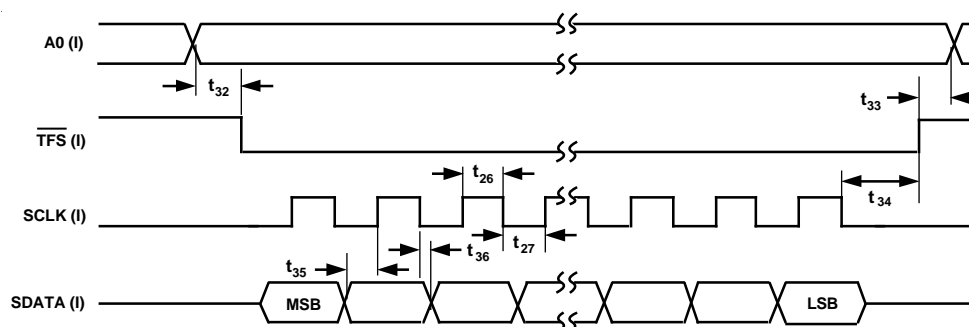 A0 (I)
t32
t33
TFS (I)
t26
t34
SCLK (I)
t36
t27
t35
SDATA (I)
MSB
LSB